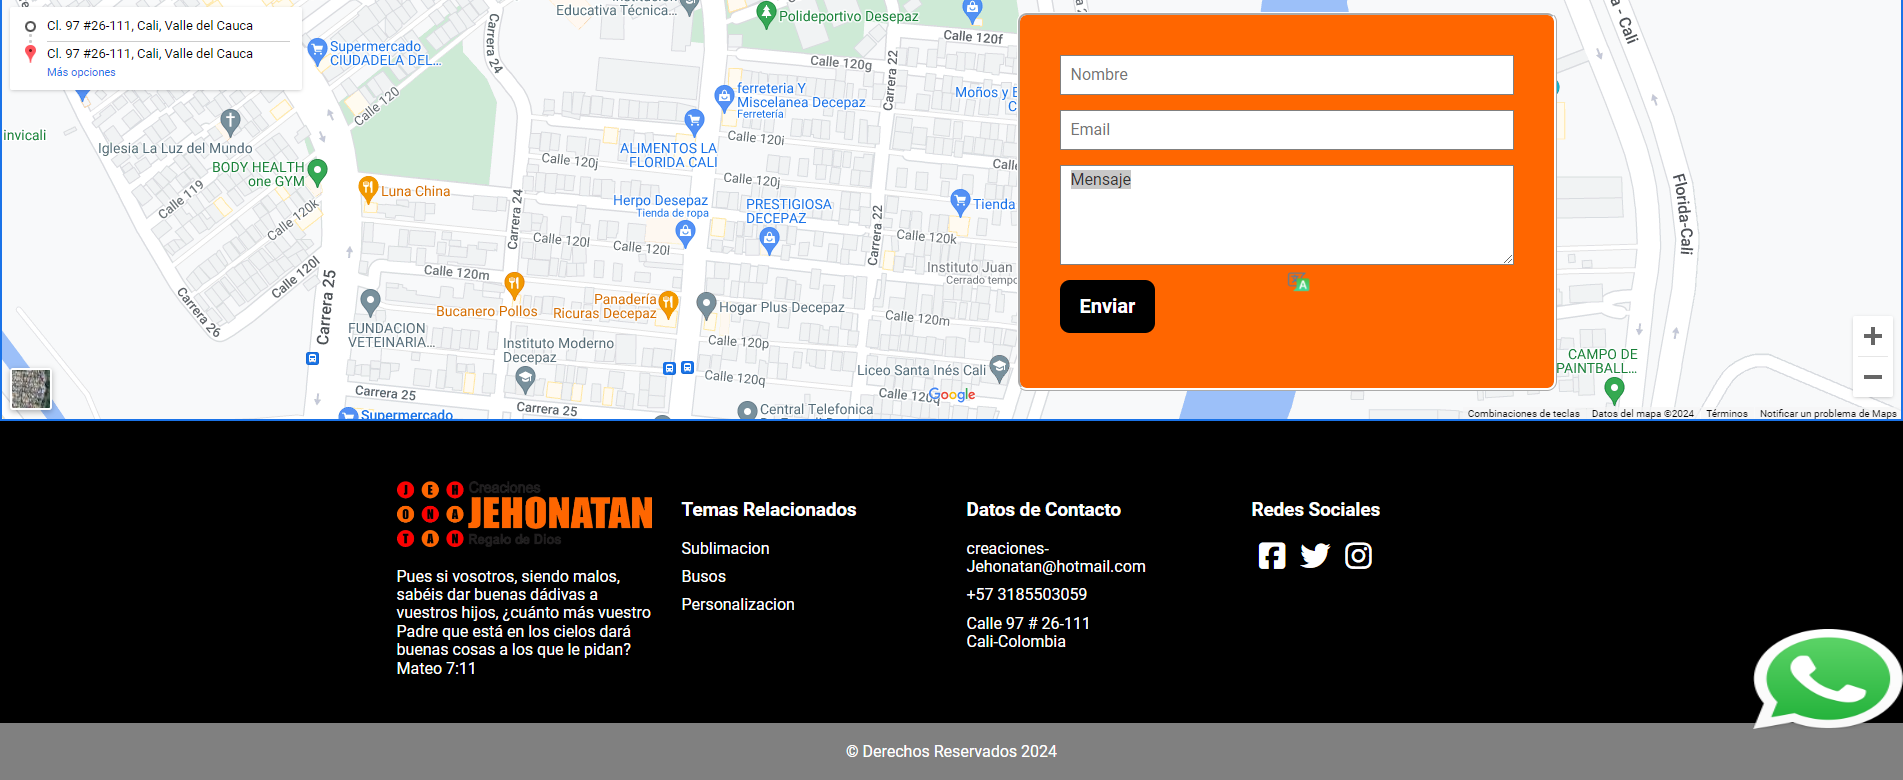 Cl. 97 #26-111, Cali, Valle del Cauca
Cl. 97 #26-111, Cali, Valle del Cauca
Más opciones
Educativa Técnica...
Polideportivo Desepaz
Calle 120f
Carrera 24
Supermercado
CIUDADELA DEL...
Calle 120g
Carrera 22
Calle 120
ferreteria Y
Miscelanea Decepaz
Ferretería
Moños y
invicali
Iglesia La Luz del Mundo
ALIMENTOS LA
FLORIDA CALI
Calle 120i
BODY HEALTH
one GYM
Calle 120j
Calle 120j
Calle 119
Luna China
Calle 120k
Herpo Desepaz
Tienda de ropa
PRESTIGIOSA
DECEPAZ
Tienda
Carrera 24
Carrera 22
Calle 120l
Calle 120l
Calle 120k
Calle 120l
Calle 120m
Instituto Juan
Cerrado tempo
Carrera 25
Carrera 26
Bucanero Pollos
Panadería
Ricuras Decepaz
Hogar Plus Decepaz
Calle 120m
FUNDACION
VETEINARIA...
Instituto Moderno
Decepaz
Calle 120p
Calle 120q
Liceo Santa Inés Cali
Calle 120q
Google
Carrera 25
Carrera 25
Supermercado
Central Telefonica
Nombre
Email
Mensaje
Enviar
- Cali
Florida-Cali
CAMPO DE
PAINTBALL...
Combinaciones de teclas
Datos del mapa ©2024
Términos
Notificar un problema de Maps
J E H
O N A
T A N
Creaciones
JEHONATAN
Regalo de Dios
Pues si vosotros, siendo malos,
sabéis dar buenas dádivas a
vuestros hijos, ¿cuánto más vuestro
Padre que está en los cielos dará
buenas cosas a los que le pidan?
Mateo 7:11
Temas Relacionados
Sublimacion
Busos
Personalizacion
Datos de Contacto
creaciones-
Jehonatan@hotmail.com
+57 3185503059
Calle 97 # 26-111
Cali-Colombia
Redes Sociales
© Derechos Reservados 2024